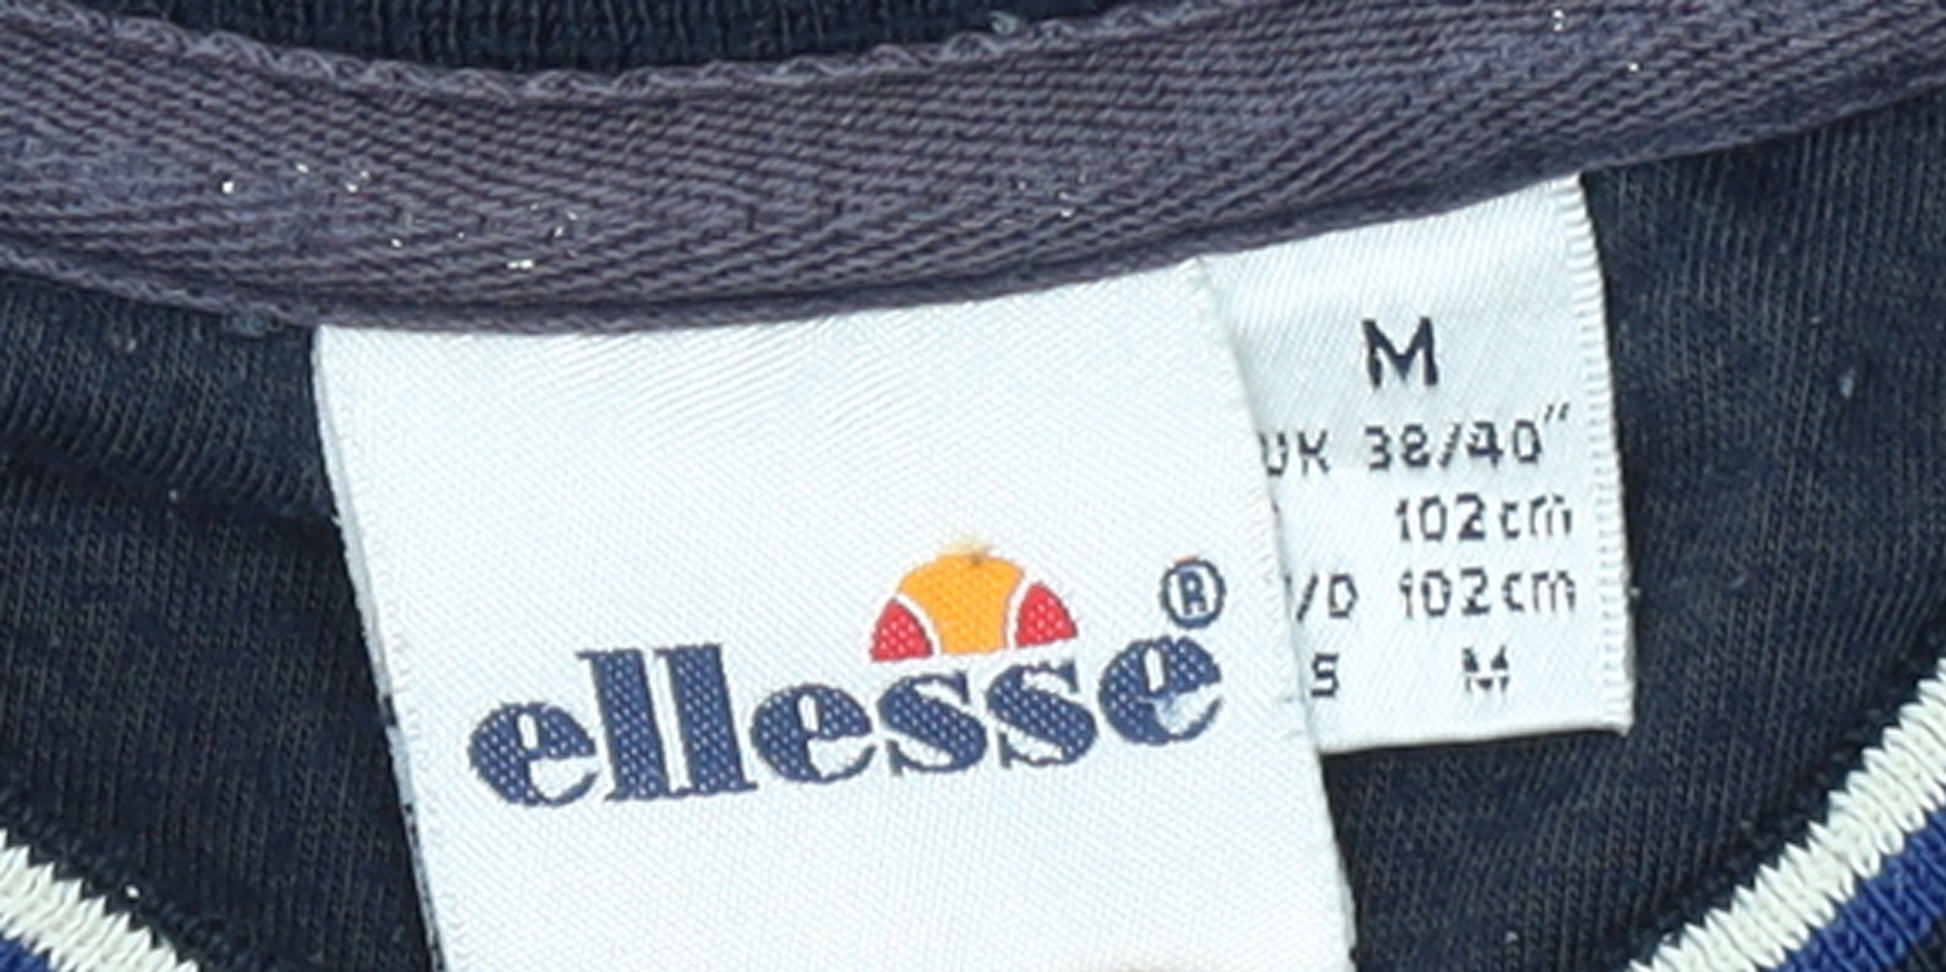 ellesse®
M
UK 38/40"
102cm
/D 102cm
S M